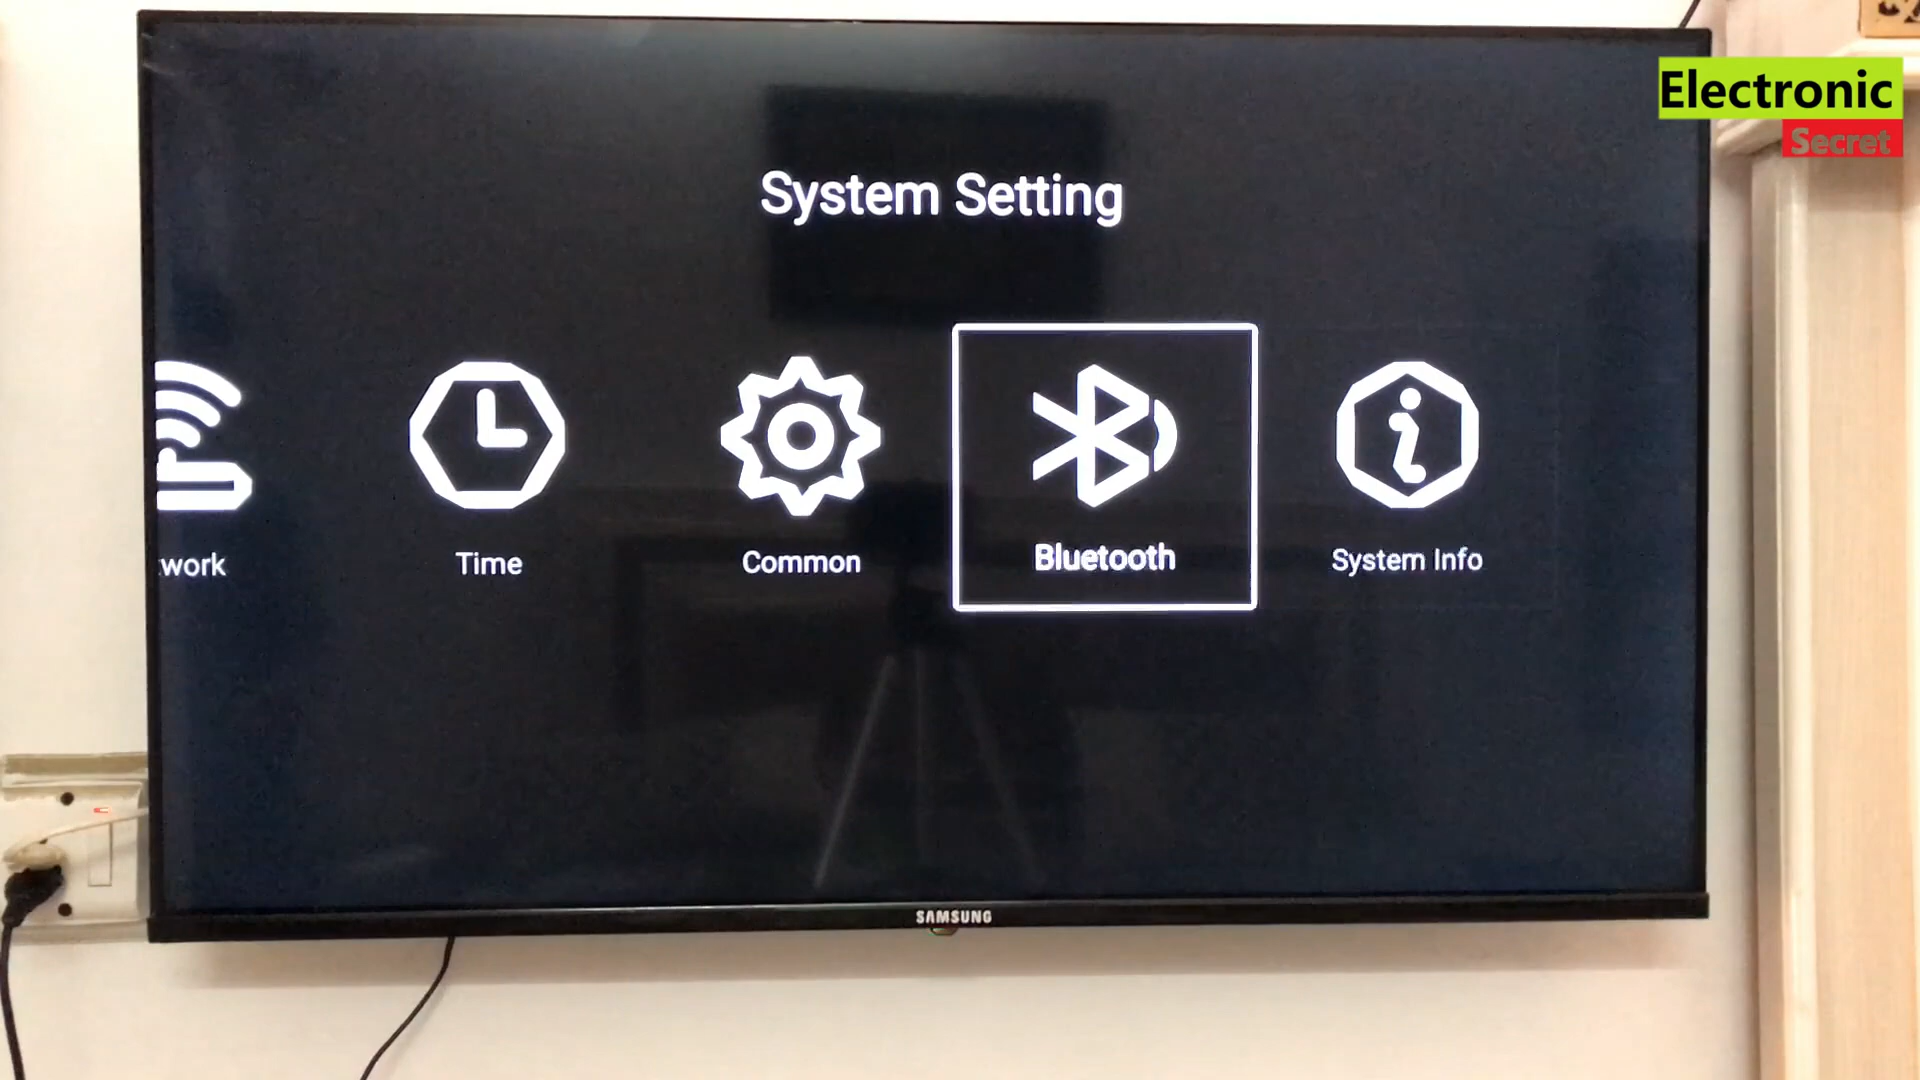 Electronic
Secret
System Setting
work
Time
Common
Bluetooth
System Info
SAMSUNG